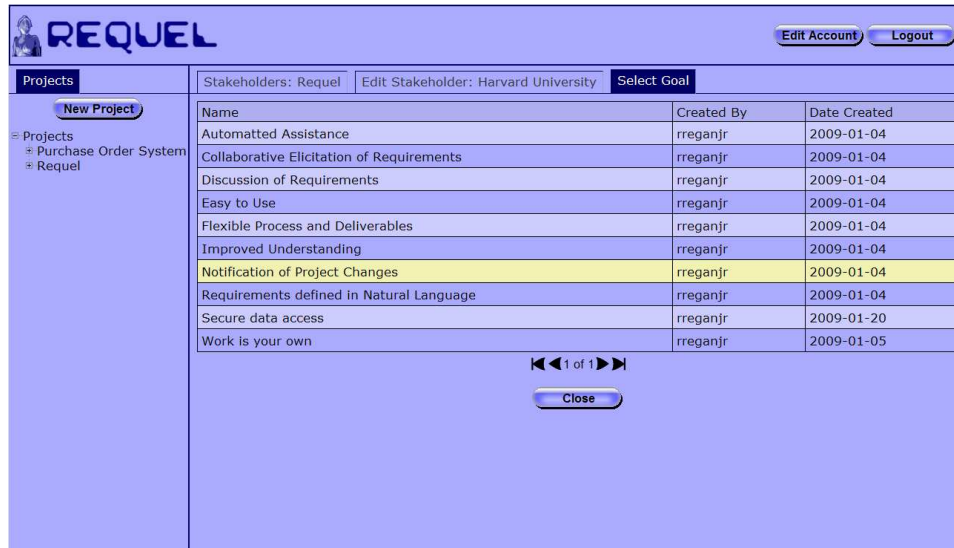 REQUEL
Edit Account Logout
Projects
Stakeholders: Requel Edit Stakeholder: Harvard University Select Goal
New Project
Projects
Purchase Order System
Requel
Name Created By Date Created
Automatted Assistance rreganjr 2009-01-04
Collaborative Elicitation of Requirements rreganjr 2009-01-04
Discussion of Requirements rreganjr 2009-01-04
Easy to Use rreganjr 2009-01-04
Flexible Process and Deliverables rreganjr 2009-01-04
Improved Understanding rreganjr 2009-01-04
Notification of Project Changes rreganjr 2009-01-04
Requirements defined in Natural Language rreganjr 2009-01-04
Secure data access rreganjr 2009-01-20
Work is your own rreganjr 2009-01-05
1 of 1
Close